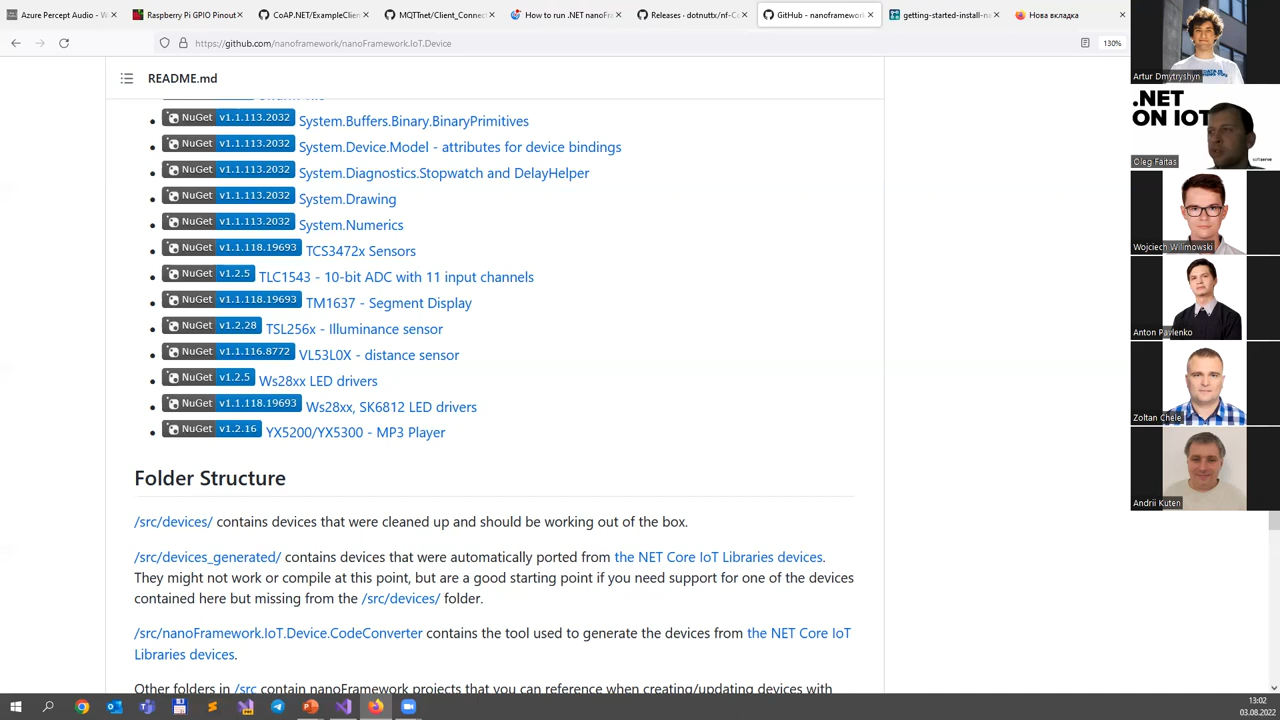 Azure Percept Audio - W
Raspberry Pi GPIO Pinout
CoAP.NET/ExampleClien
MQTTnet/Client_Connect
How to run .NET nanoFra
Releases · dotnuttx/nf-Co
GitHub - nanoframework
getting-started-install-na
Нова вкладка
https://github.com/nanoframework/nanoFramework.IoT.Device
130%
README.md
NuGet v1.1.113.2032 System.Buffers.Binary.BinaryPrimitives
NuGet v1.1.113.2032 System.Device.Model - attributes for device bindings
NuGet v1.1.113.2032 System.Diagnostics.Stopwatch and DelayHelper
NuGet v1.1.113.2032 System.Drawing
NuGet v1.1.113.2032 System.Numerics
NuGet v1.1.118.19693 TCS3472x Sensors
NuGet v1.2.5 TLC1543 - 10-bit ADC with 11 input channels
NuGet v1.1.118.19693 TM1637 - Segment Display
NuGet v1.2.28 TSL256x - Illuminance sensor
NuGet v1.1.116.8772 VL53L0X - distance sensor
NuGet v1.2.5 Ws28xx LED drivers
NuGet v1.1.118.19693 Ws28xx, SK6812 LED drivers
NuGet v1.2.16 YX5200/YX5300 - MP3 Player
Folder Structure
/src/devices/ contains devices that were cleaned up and should be working out of the box.
/src/devices_generated/ contains devices that were automatically ported from the NET Core IoT Libraries devices.
They might not work or compile at this point, but are a good starting point if you need support for one of the devices
contained here but missing from the /src/devices/ folder.
/src/nanoFramework.IoT.Device.CodeConverter contains the tool used to generate the devices from the NET Core IoT
Libraries devices.
Other folders in /src contain nanoFramework projects that you can reference when creating/updating devices with
Artur Dmytryshyn
.NET
ON IOT
softserve
Oleg Faitas
Wojciech Wilimowski
Anton Pavlenko
Zoltan Chele
Andrii Kuten
13:02
03.08.2022